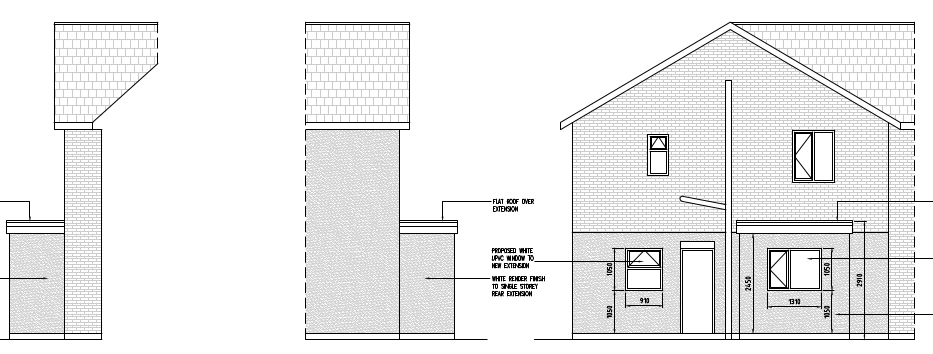 FLAT ROOF OVER
EXTENSION
PROPOSED WHITE
UPVC WINDOW TO
NEW EXTENSION
WHITE RENDER FINISH
TO SINGLE STOREY
REAR EXTENSION
1050
910
1050
2450
1050
1310
1050
2910